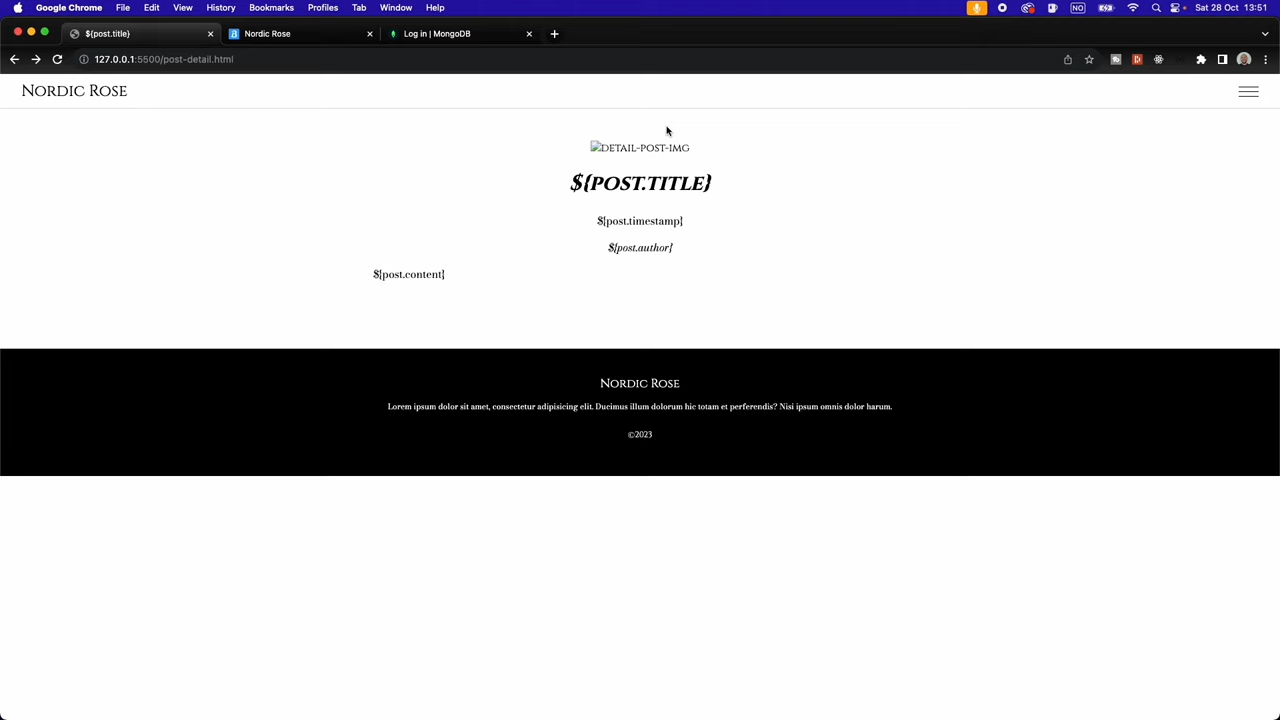 Google Chrome File Edit View History Bookmarks Profiles Tab Window Help NO Sat 28 Oct 13:51
${post.title} Nordic Rose Log in | MongoDB
127.0.0.1:5500/post-detail.html
Nordic Rose
detail-post-img
${post.title}
${post.timestamp}
${post.author}
${post.content}
Nordic Rose
Lorem ipsum dolor sit amet, consectetur adipisicing elit. Ducimus illum dolorum hic totam et perferendis? Nisi ipsum omnis dolor harum.
©2023